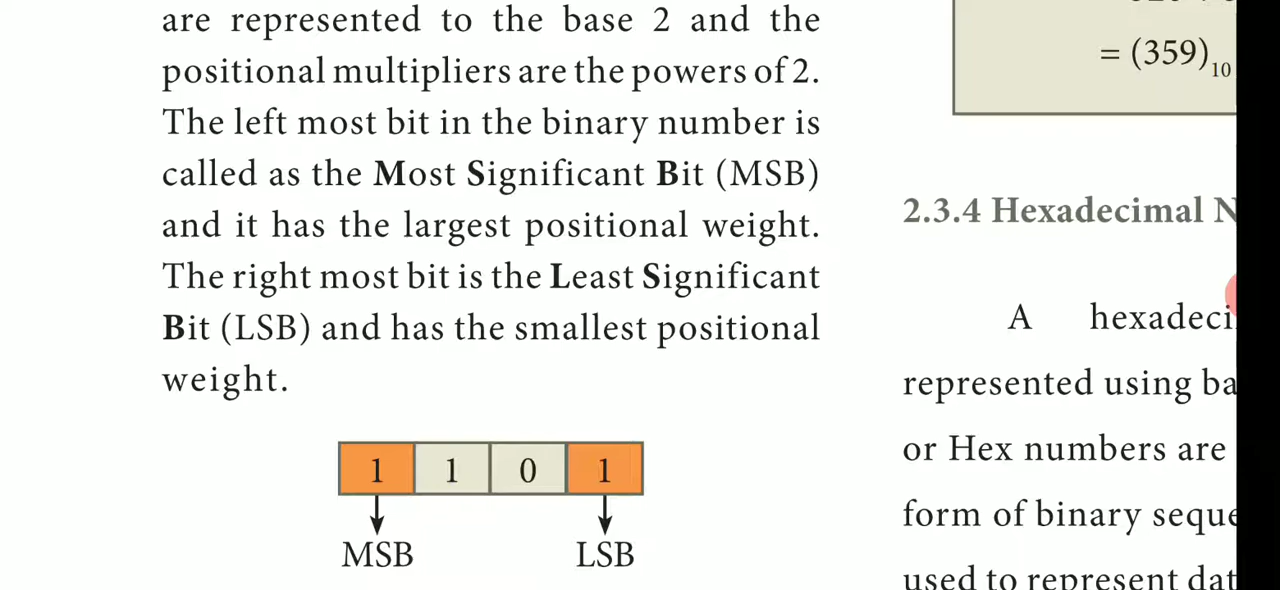 are represented to the base 2 and the
positional multipliers are the powers of 2.
The left most bit in the binary number is
called as the Most Significant Bit (MSB)
and it has the largest positional weight.
The right most bit is the Least Significant
Bit (LSB) and has the smallest positional
weight.
1 1 0 1
MSB LSB
= (359)10
2.3.4 Hexadecimal N
A hexadeci
represented using ba
or Hex numbers are
form of binary seque
used to represent dat